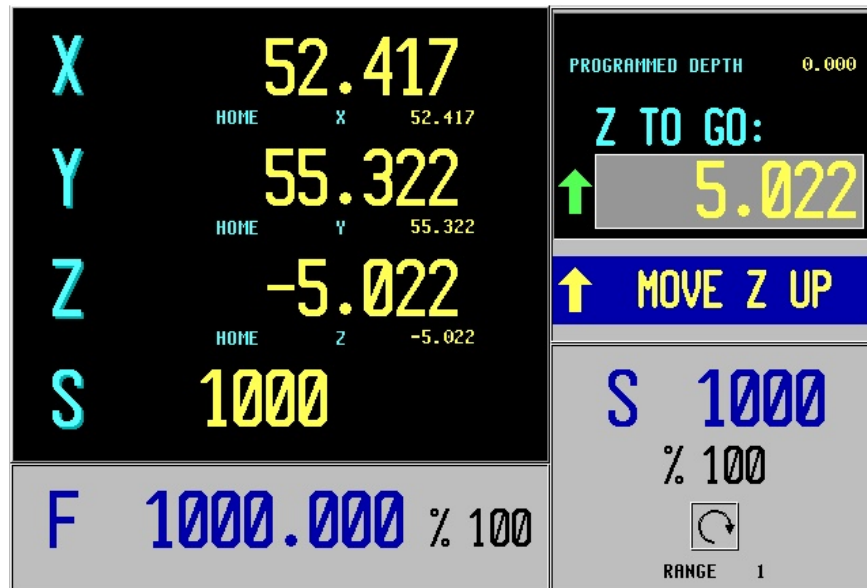 X 52.417
HOME X 52.417
Y 55.322
HOME Y 55.322
Z -5.022
HOME Z -5.022
S 1000
F 1000.000 % 100
PROGRAMMED DEPTH 0.000
Z TO GO:
5.022
MOVE Z UP
S 1000
% 100
RANGE 1